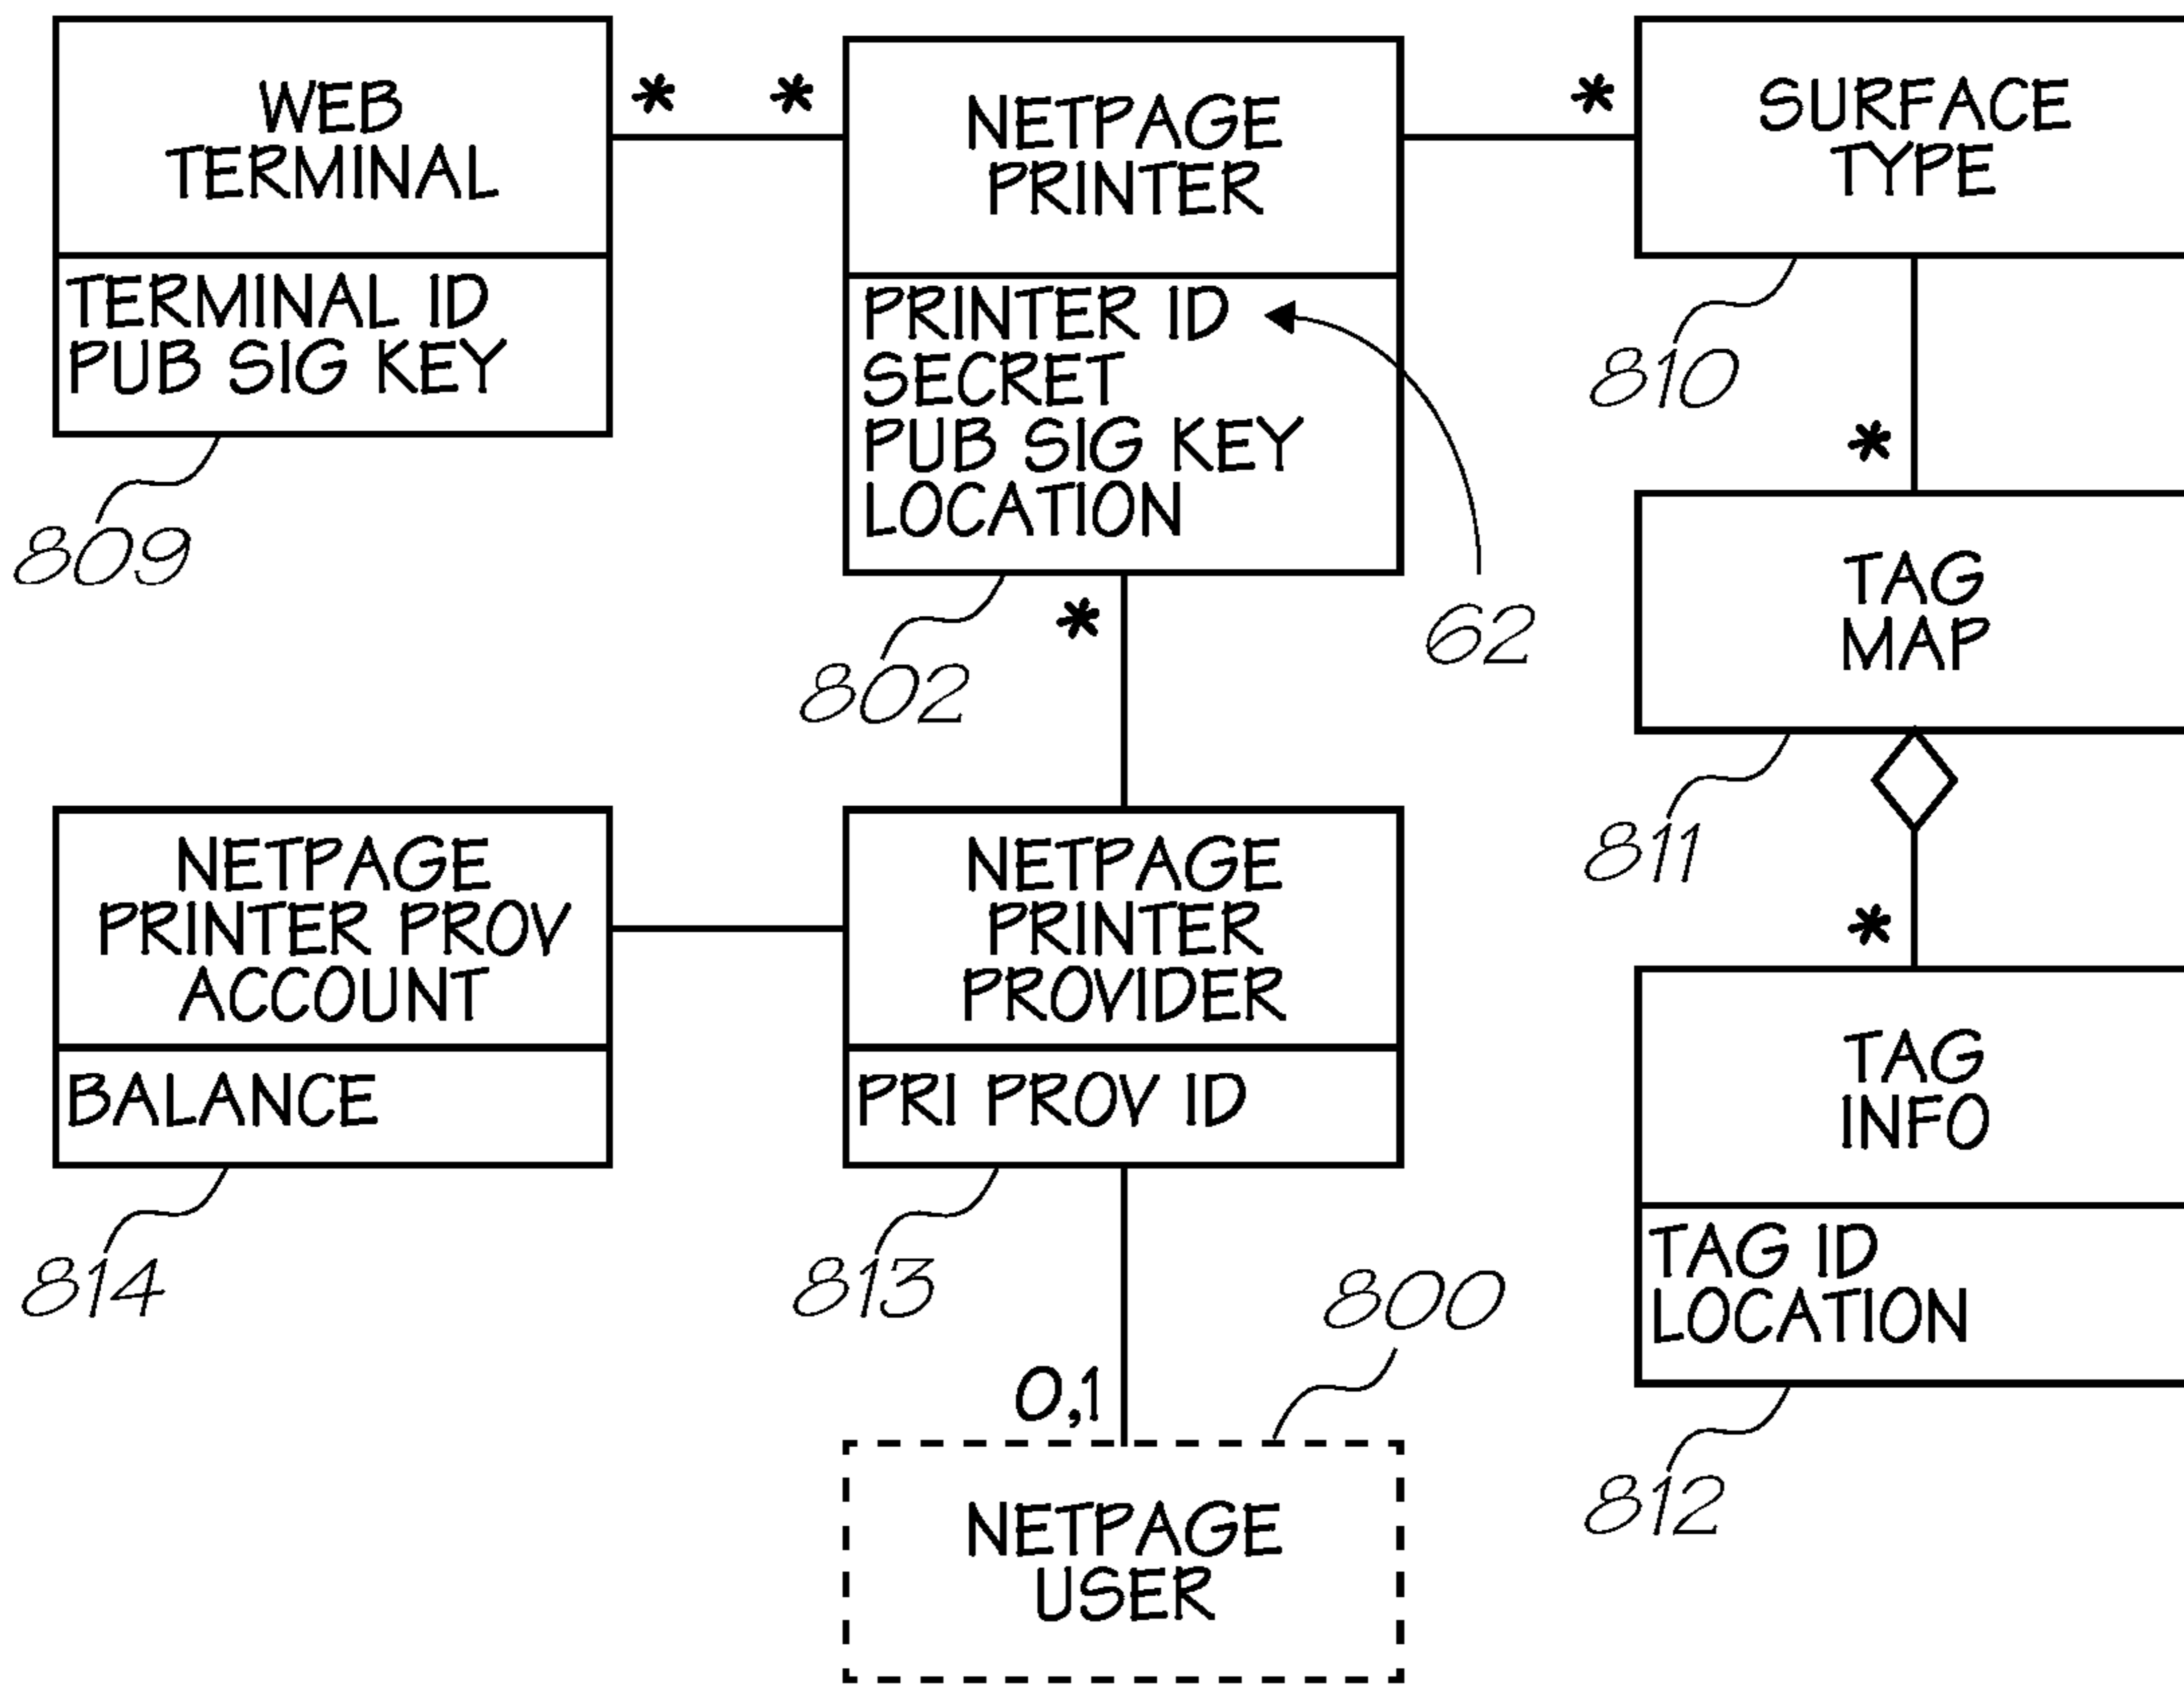 WEB
TERMINAL
TERMINAL ID
PUB SIG KEY
809
* *
NETPAGE
PRINTER
PRINTER ID
SECRET
PUB SIG KEY
LOCATION
802
62
*
*
SURFACE
TYPE
810
*
TAG
MAP
811
*
TAG
INFO
TAG ID
LOCATION
812
NETPAGE
PRINTER PROV
ACCOUNT
BALANCE
814
NETPAGE
PRINTER
PROVIDER
PRI PROV ID
813
800
0,1
NETPAGE
USER